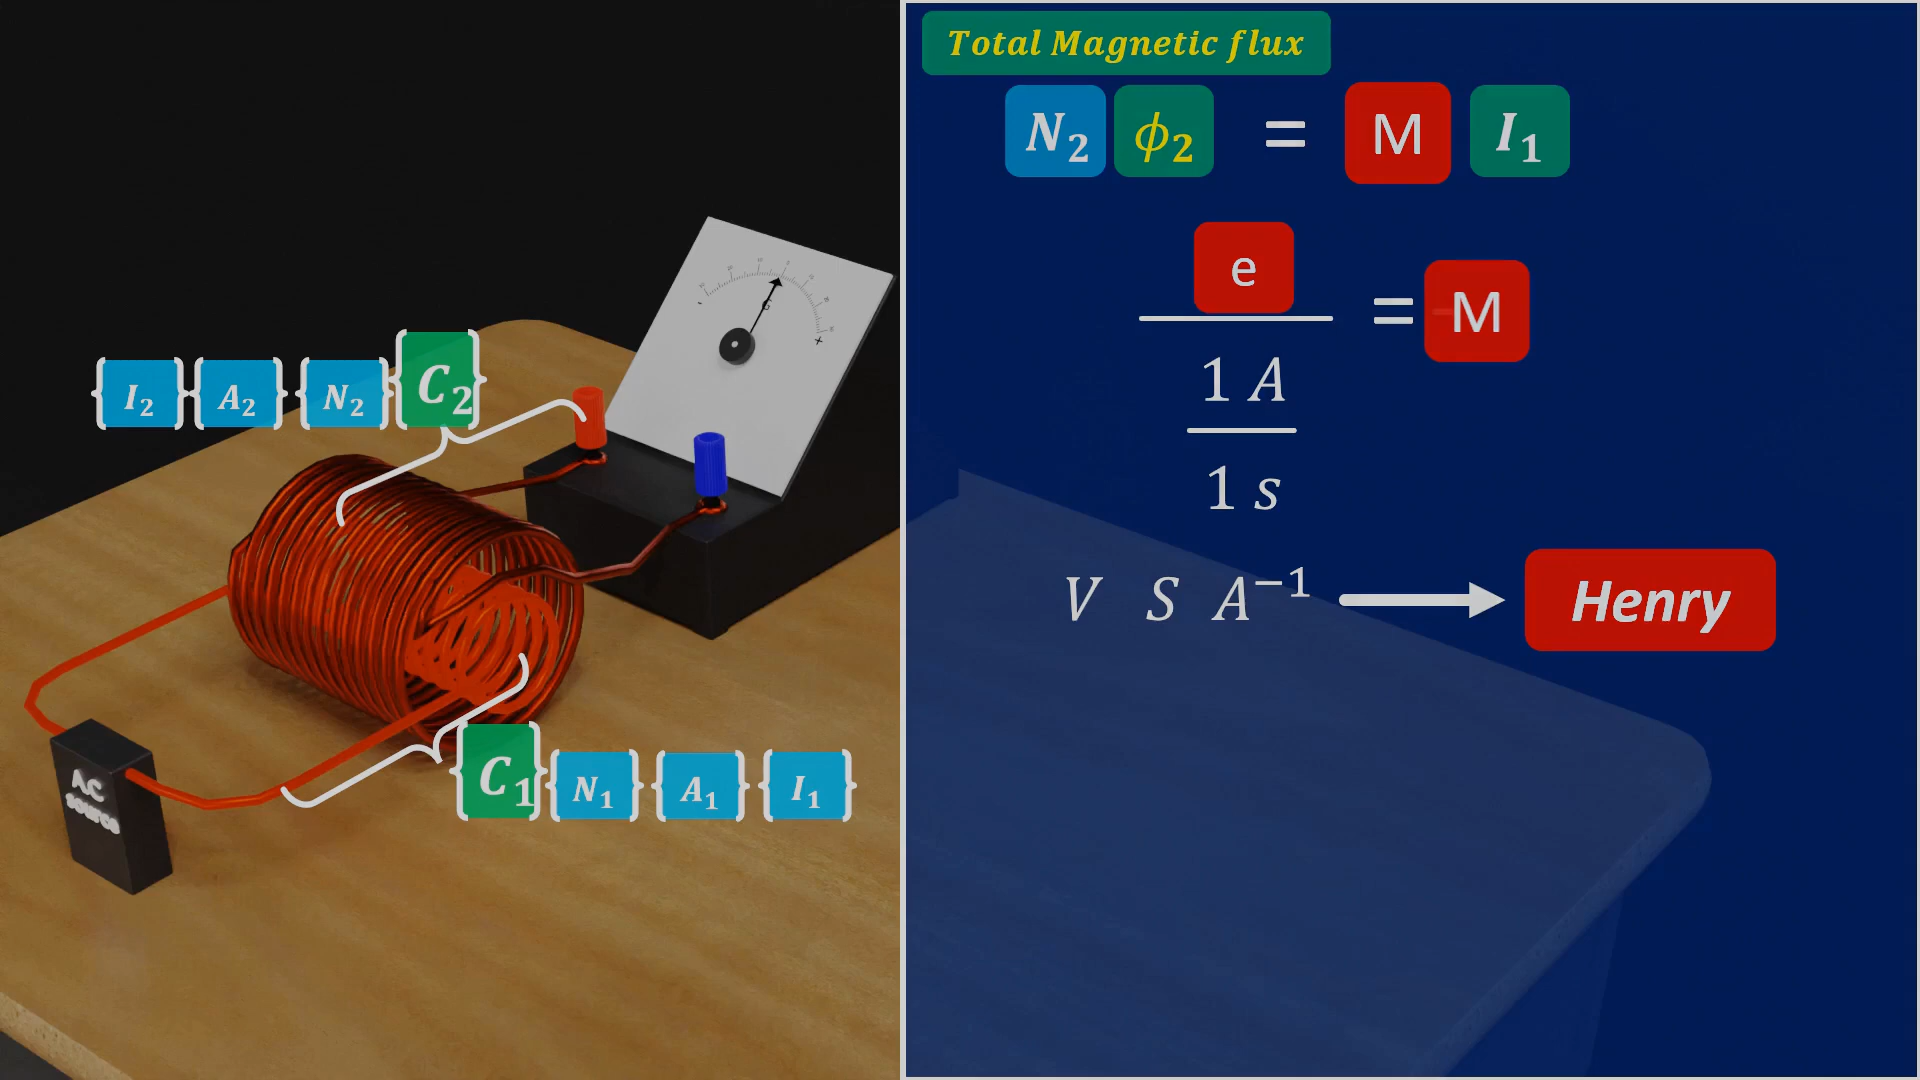 Total Magnetic flux
N₂ ϕ₂ = M I₁
e
= M
1 A
1 s
V S A⁻¹ Henry
I₂ A₂ N₂ C₂
G
+
C₁ N₁ A₁ I₁
AC
source